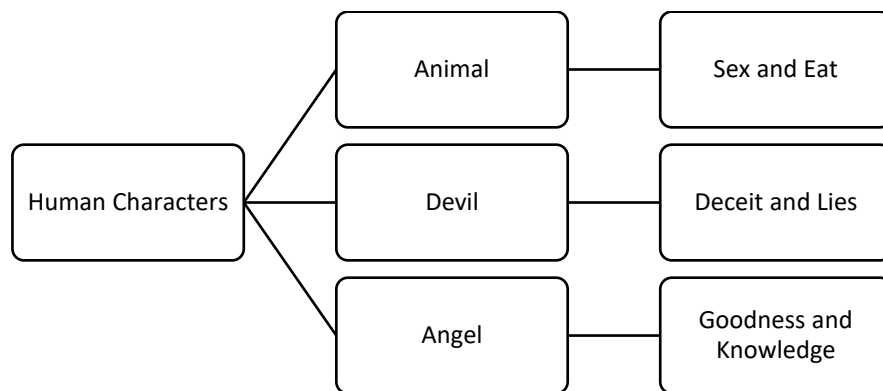 Animal
Sex and Eat
Human Characters
Devil
Deceit and Lies
Angel
Goodness and
Knowledge